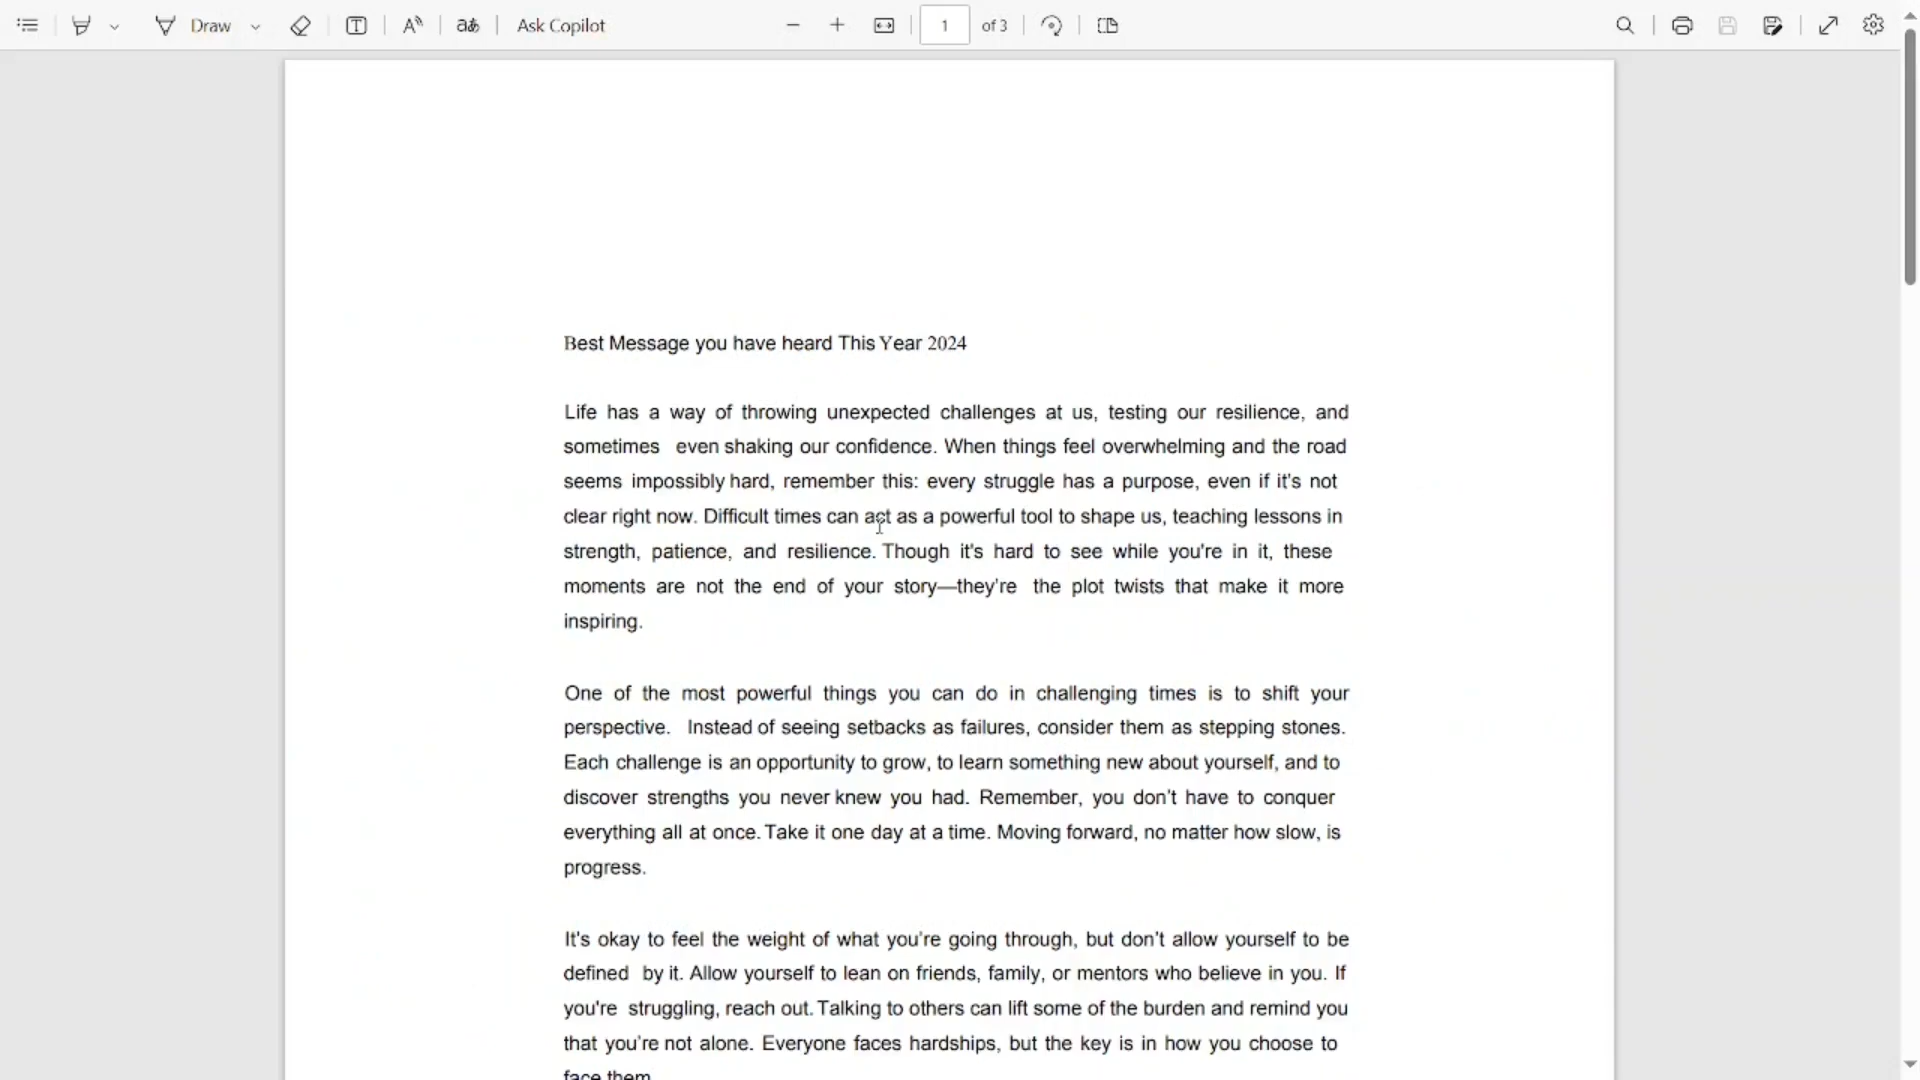 Draw
Ask Copilot
1 of 3
Best Message you have heard This Year 2024
Life has a way of throwing unexpected challenges at us, testing our resilience, and
sometimes even shaking our confidence. When things feel overwhelming and the road
seems impossibly hard, remember this: every struggle has a purpose, even if it's not
clear right now. Difficult times can act as a powerful tool to shape us, teaching lessons in
strength, patience, and resilience. Though it's hard to see while you're in it, these
moments are not the end of your story—they're the plot twists that make it more
inspiring.
One of the most powerful things you can do in challenging times is to shift your
perspective. Instead of seeing setbacks as failures, consider them as stepping stones.
Each challenge is an opportunity to grow, to learn something new about yourself, and to
discover strengths you never knew you had. Remember, you don't have to conquer
everything all at once. Take it one day at a time. Moving forward, no matter how slow, is
progress.
It's okay to feel the weight of what you're going through, but don't allow yourself to be
defined by it. Allow yourself to lean on friends, family, or mentors who believe in you. If
you're struggling, reach out. Talking to others can lift some of the burden and remind you
that you're not alone. Everyone faces hardships, but the key is in how you choose to
face them.